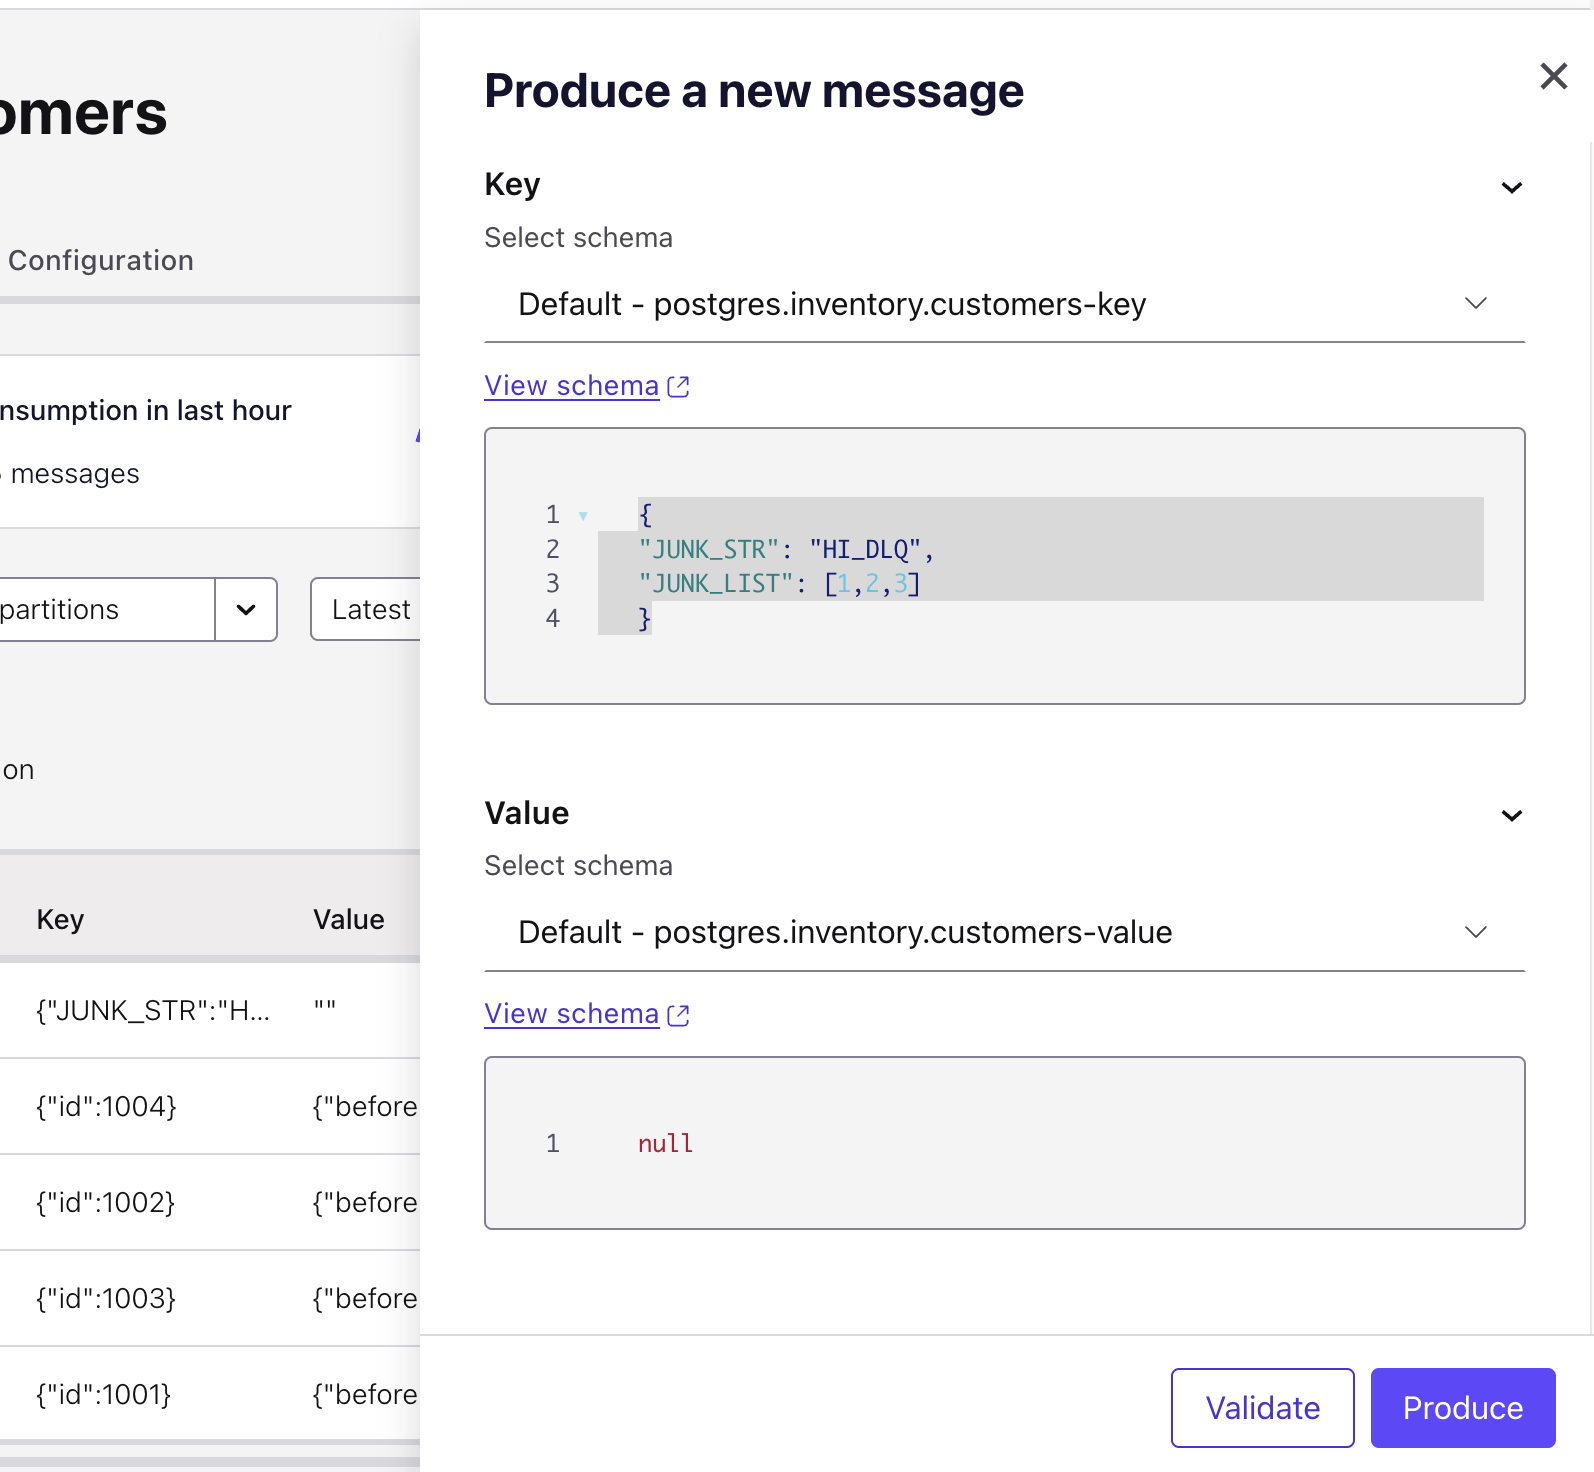 omers
Configuration
nsumption in last hour
messages
partitions
Latest
on
Key Value
{"JUNK_STR":"H... ""
{"id":1004} {"before
{"id":1002} {"before
{"id":1003} {"before
{"id":1001} {"before
Produce a new message
Key
Select schema
Default - postgres.inventory.customers-key
View schema
1 {
2 "JUNK_STR": "HI_DLQ",
3 "JUNK_LIST": [1,2,3]
4 }
Value
Select schema
Default - postgres.inventory.customers-value
View schema
1 null
Validate Produce